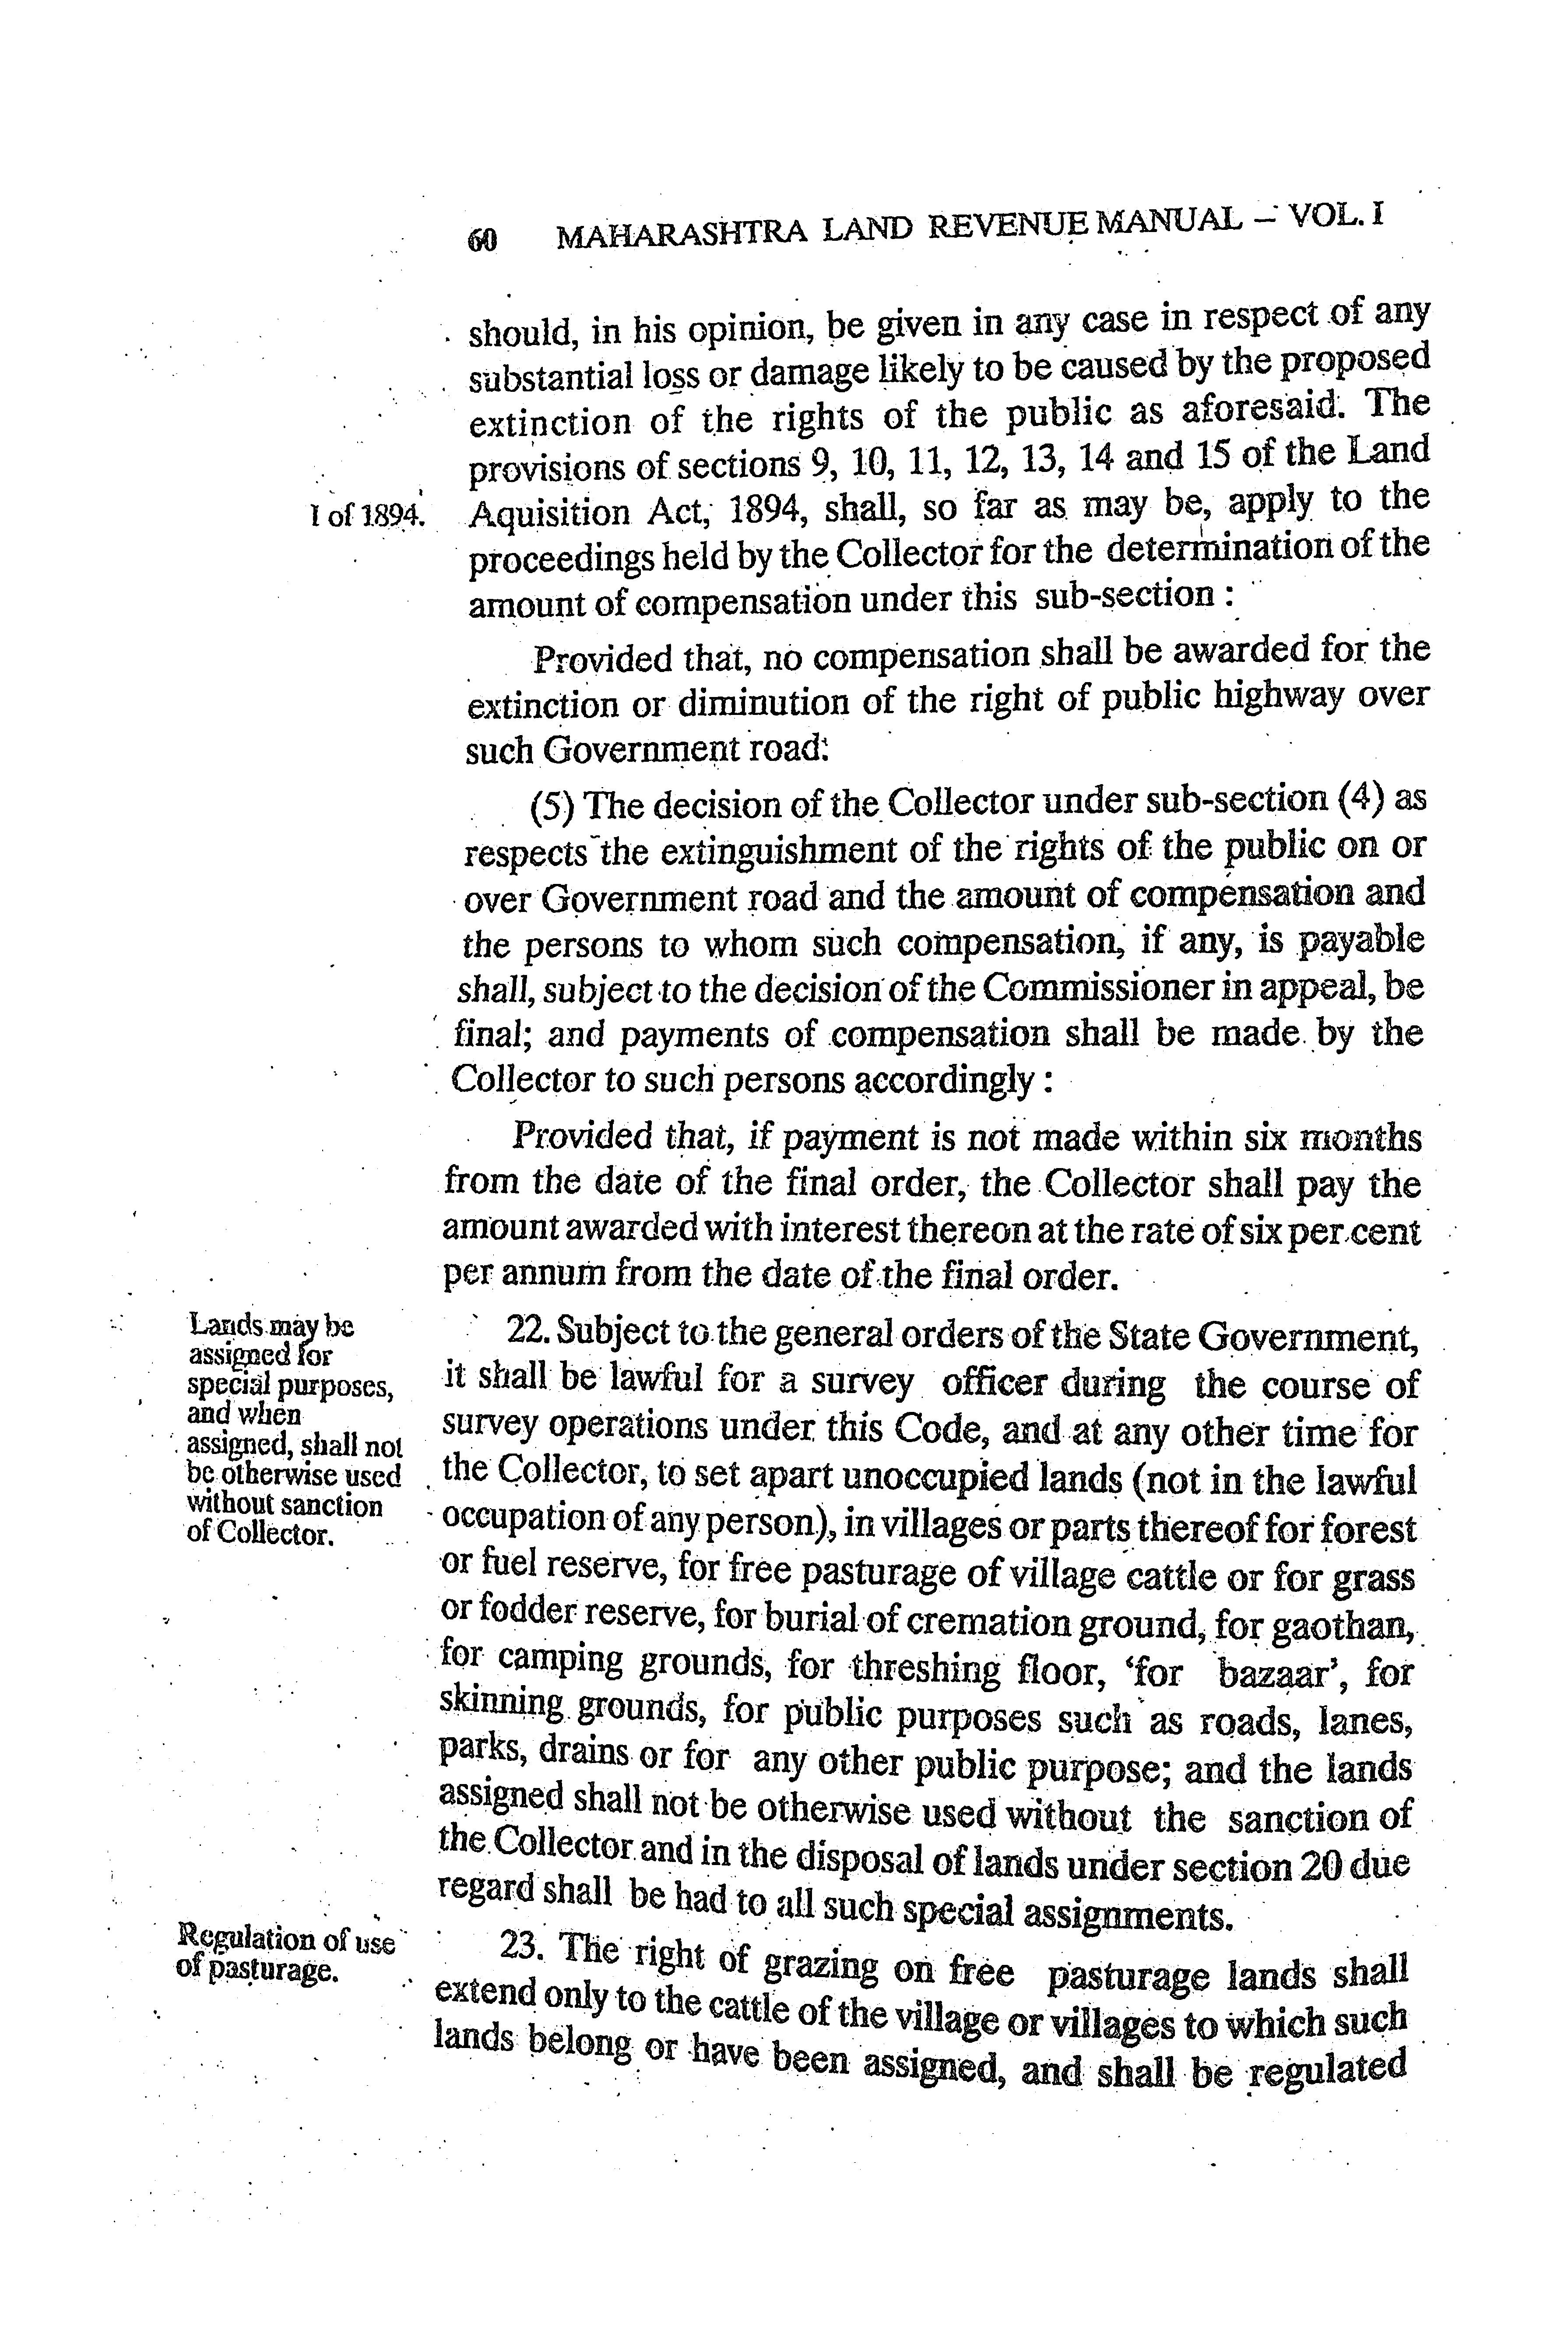 60 MAHARASHTRA LAND REVENUE MANUAL – VOL. I
should, in his opinion, be given in any case in respect of any
substantial loss or damage likely to be caused by the proposed
extinction of the rights of the public as aforesaid. The
provisions of sections 9, 10, 11, 12, 13, 14 and 15 of the Land
1 of 1894.
Aquisition Act, 1894, shall, so far as may be, apply to the
proceedings held by the Collector for the determination of the
amount of compensation under this sub-section :
Provided that, no compensation shall be awarded for the
extinction or diminution of the right of public highway over
such Government road:
(5) The decision of the Collector under sub-section (4) as
respects the extinguishment of the rights of the public on or
over Government road and the amount of compensation and
the persons to whom such compensation, if any, is payable
shall, subject to the decision of the Commissioner in appeal, be
final; and payments of compensation shall be made by the
Collector to such persons accordingly :
Provided that, if payment is not made within six months
from the date of the final order, the Collector shall pay the
amount awarded with interest thereon at the rate of six per cent
per annum from the date of the final order.
Lands may be
assigned for
special purposes,
and when
assigned, shall not
be otherwise used
without sanction
of Collector.
22. Subject to the general orders of the State Government,
it shall be lawful for a survey officer during the course of
survey operations under this Code, and at any other time for
the Collector, to set apart unoccupied lands (not in the lawful
occupation of any person), in villages or parts thereof for forest
or fuel reserve, for free pasturage of village cattle or for grass
or fodder reserve, for burial of cremation ground, for gaothan,
for camping grounds, for threshing floor, ‘for bazaar’, for
skinning grounds, for public purposes such as roads, lanes,
parks, drains or for any other public purpose; and the lands
assigned shall not be otherwise used without the sanction of
the Collector and in the disposal of lands under section 20 due
regard shall be had to all such special assignments.
Regulation of use
of pasturage.
23. The right of grazing on free pasturage lands shall
extend only to the cattle of the village or villages to which such
lands belong or have been assigned, and shall be regulated